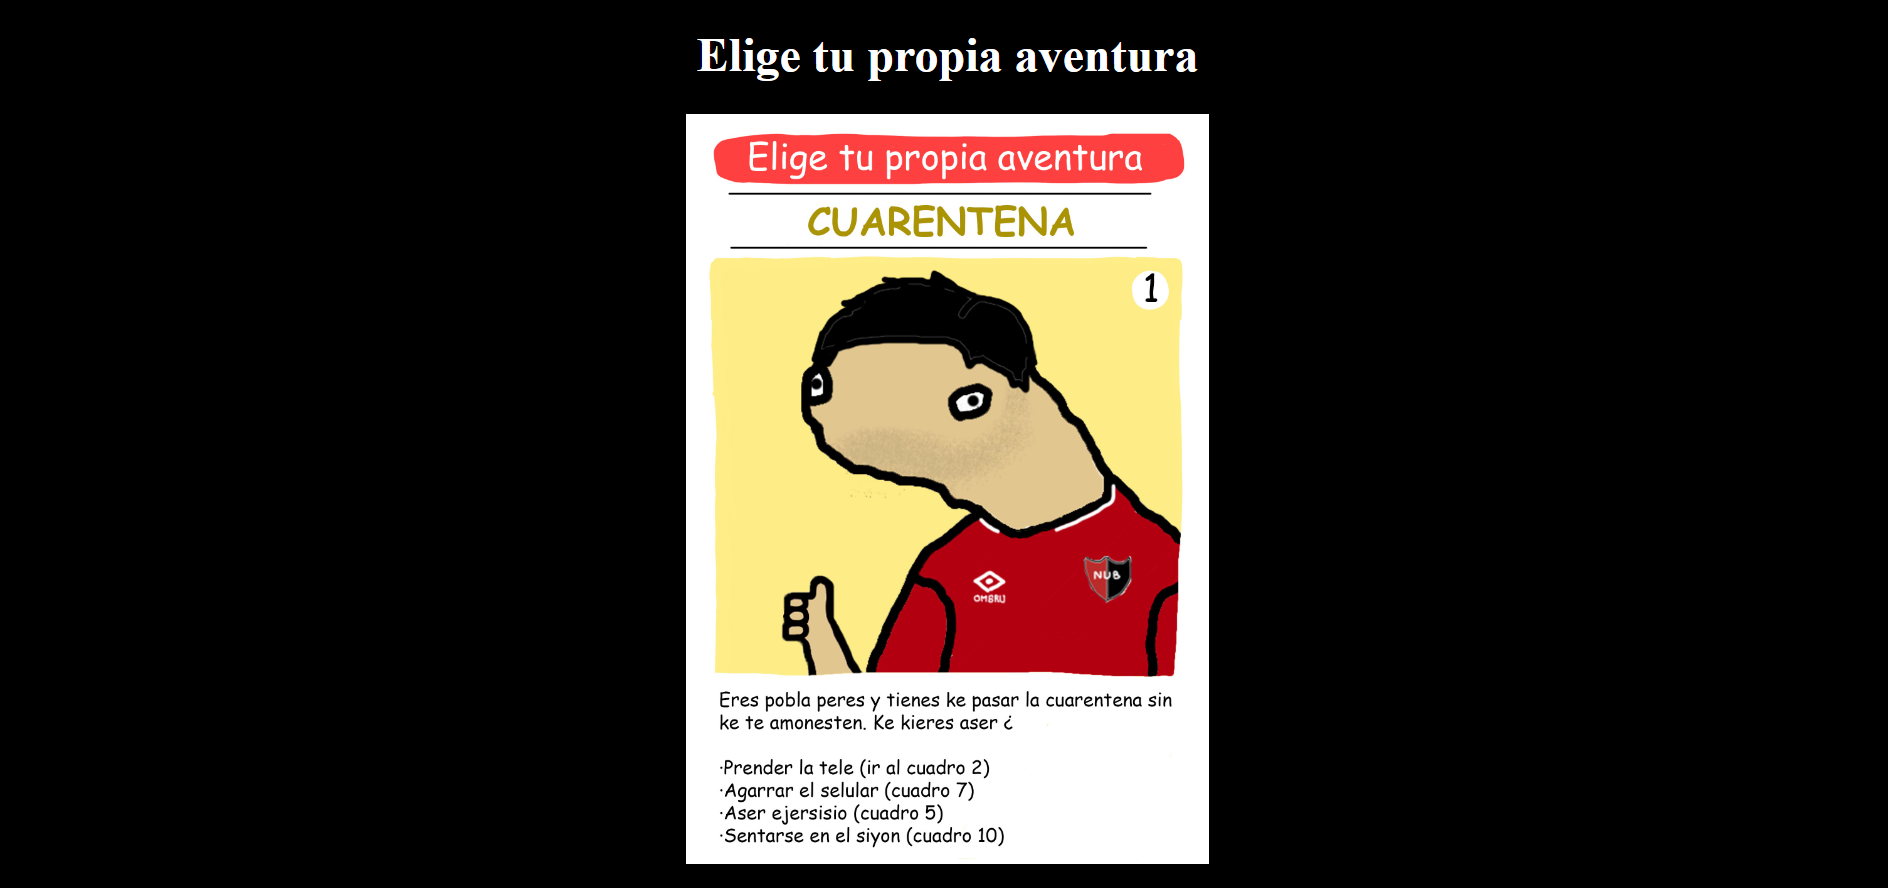 Elige tu propia aventura
Elige tu propia aventura
CUARENTENA
1
OMBRU
NUB
Eres pobla peres y tienes ke pasar la cuarentena sin
ke te amonesten. Ke kieres aser ¿
·Prender la tele (ir al cuadro 2)
·Agarrar el selular (cuadro 7)
·Aser ejersisio (cuadro 5)
·Sentarse en el siyon (cuadro 10)